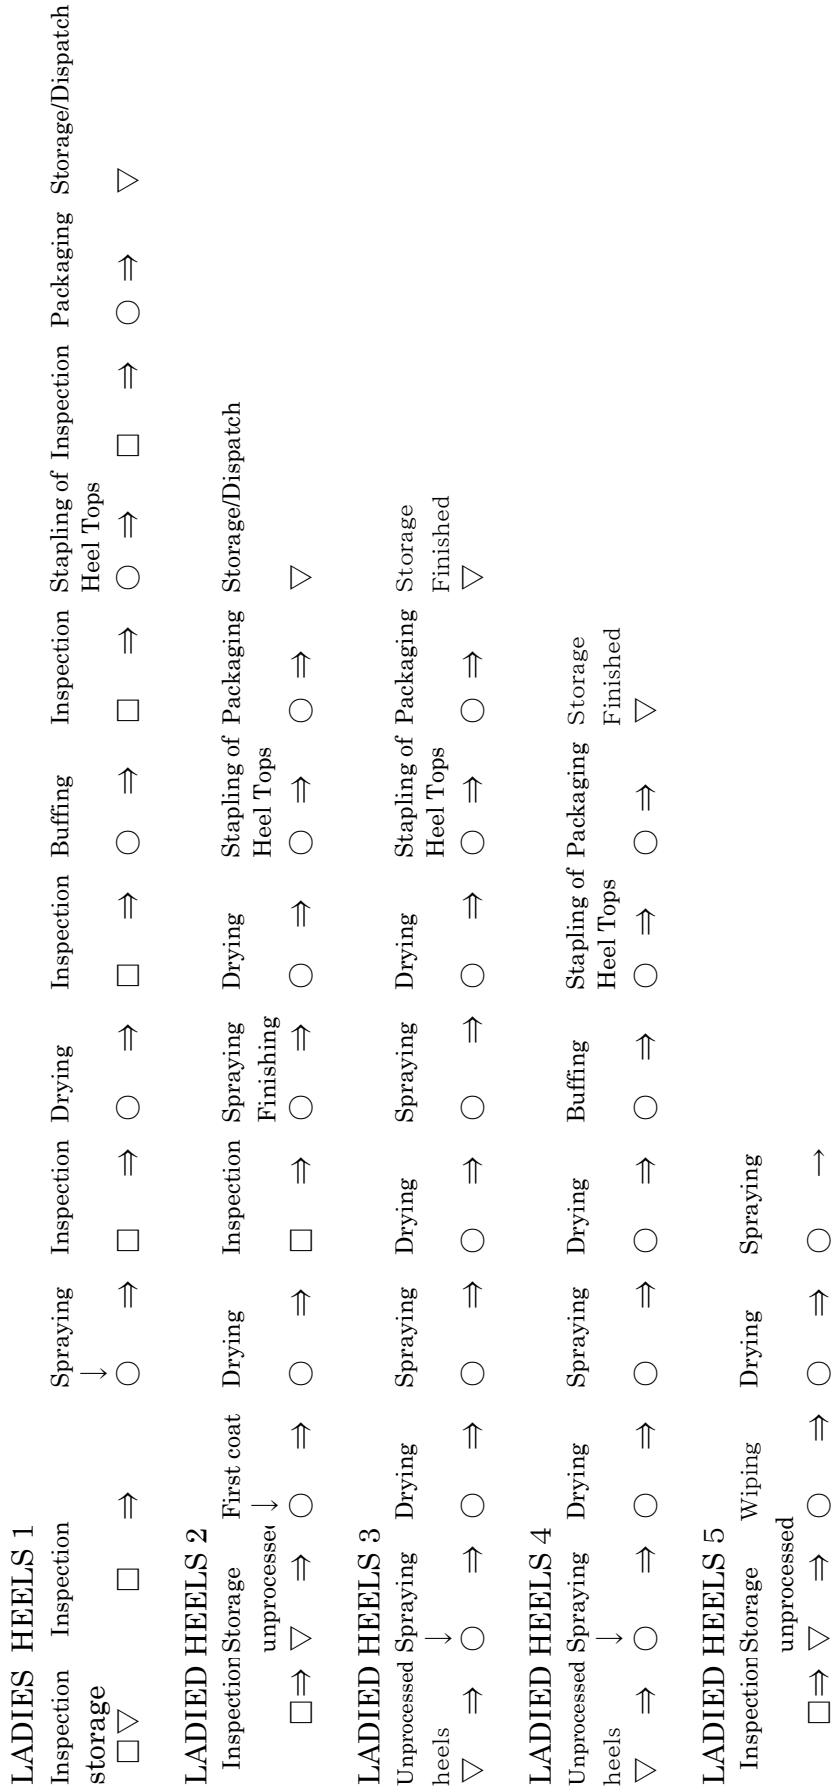 LADIES HEELS 1
Inspection Inspection Spraying Inspection Drying Inspection Buffing Inspection Stapling of Inspection Packaging Storage/Dispatch
storage ↓ Heel Tops
□▽ □ ⇒ ○ ⇒ □ ⇒ ○ ⇒ □ ⇒ ○ ⇒ □ ⇒ ○ ⇒ □ ⇒ ○ ⇒ ▽
LADIED HEELS 2
Inspection Storage First coat Drying Inspection Spraying Drying Stapling of Packaging Storage/Dispatch
unprocessed ↓ Finishing Heel Tops
□⇒ ▽ ⇒ ○ ⇒ ○ ⇒ □ ⇒ ○ ⇒ ○ ⇒ ○ ⇒ ○ ⇒ ▽
LADIED HEELS 3
Unprocessed Spraying Drying Spraying Drying Spraying Drying Stapling of Packaging Storage
heels ↓ Heel Tops Finished
▽ ⇒ ○ ⇒ ○ ⇒ ○ ⇒ ○ ⇒ ○ ⇒ ○ ⇒ ○ ⇒ ○ ⇒ ▽
LADIED HEELS 4
Unprocessed Spraying Drying Spraying Drying Buffing Stapling of Packaging Storage
heels ↓ Heel Tops Finished
▽ ⇒ ○ ⇒ ○ ⇒ ○ ⇒ ○ ⇒ ○ ⇒ ○ ⇒ ○ ⇒ ▽
LADIED HEELS 5
Inspection Storage Wiping Drying Spraying
unprocessed
□⇒ ▽ ⇒ ○ ⇒ ○ ⇒ ○ →